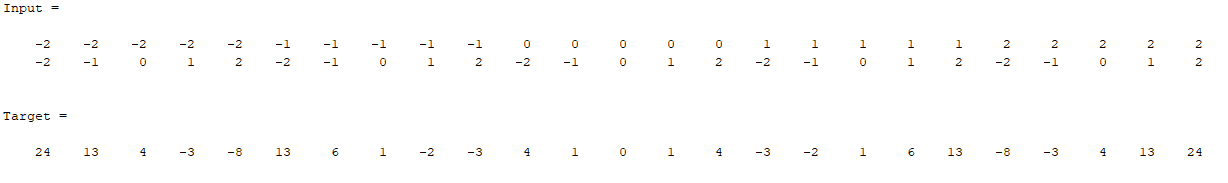 Input =
-2 -2 -2 -2 -2 -1 -1 -1 -1 -1 0 0 0 0 0 1 1 1 1 1 2 2 2 2 2
-2 -1 0 1 2 -2 -1 0 1 2 -2 -1 0 1 2 -2 -1 0 1 2 -2 -1 0 1 2
Target =
24 13 4 -3 -8 13 6 1 -2 -3 4 1 0 1 4 -3 -2 1 6 13 -8 -3 4 13 24